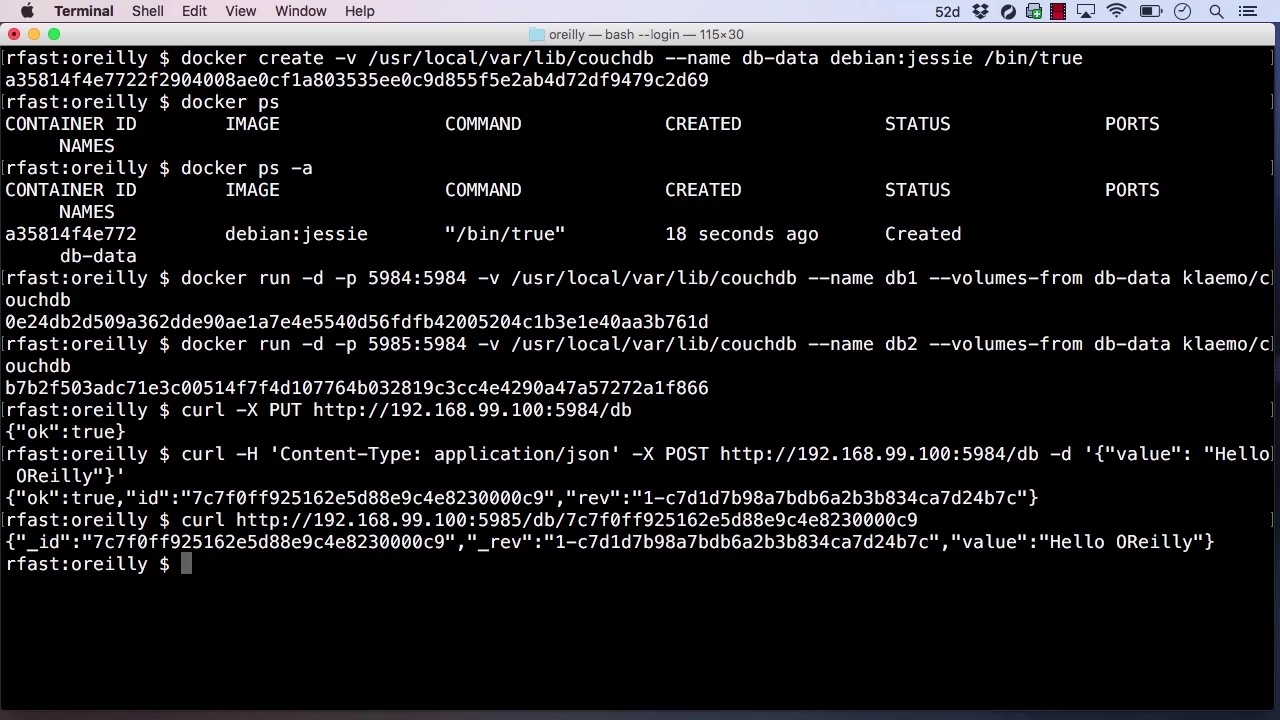 Terminal Shell Edit View Window Help 52d
oreilly — bash --login — 115×30
rfast:oreilly $ docker create -v /usr/local/var/lib/couchdb --name db-data debian:jessie /bin/true
a35814f4e7722f2904008ae0cf1a803535ee0c9d855f5e2ab4d72df9479c2d69
rfast:oreilly $ docker ps
CONTAINER ID        IMAGE               COMMAND             CREATED             STATUS              PORTS
     NAMES
rfast:oreilly $ docker ps -a
CONTAINER ID        IMAGE               COMMAND             CREATED             STATUS              PORTS
     NAMES
a35814f4e772        debian:jessie       "/bin/true"         18 seconds ago      Created
     db-data
rfast:oreilly $ docker run -d -p 5984:5984 -v /usr/local/var/lib/couchdb --name db1 --volumes-from db-data klaemo/c
ouchdb
0e24db2d509a362dde90ae1a7e4e5540d56fdfb42005204c1b3e1e40aa3b761d
rfast:oreilly $ docker run -d -p 5985:5984 -v /usr/local/var/lib/couchdb --name db2 --volumes-from db-data klaemo/c
ouchdb
b7b2f503adc71e3c00514f7f4d107764b032819c3cc4e4290a47a57272a1f866
rfast:oreilly $ curl -X PUT http://192.168.99.100:5984/db
{"ok":true}
rfast:oreilly $ curl -H 'Content-Type: application/json' -X POST http://192.168.99.100:5984/db -d '{"value": "Hello
 OReilly"}'
{"ok":true,"id":"7c7f0ff925162e5d88e9c4e8230000c9","rev":"1-c7d1d7b98a7bdb6a2b3b834ca7d24b7c"}
rfast:oreilly $ curl http://192.168.99.100:5985/db/7c7f0ff925162e5d88e9c4e8230000c9
{"_id":"7c7f0ff925162e5d88e9c4e8230000c9","_rev":"1-c7d1d7b98a7bdb6a2b3b834ca7d24b7c","value":"Hello OReilly"}
rfast:oreilly $